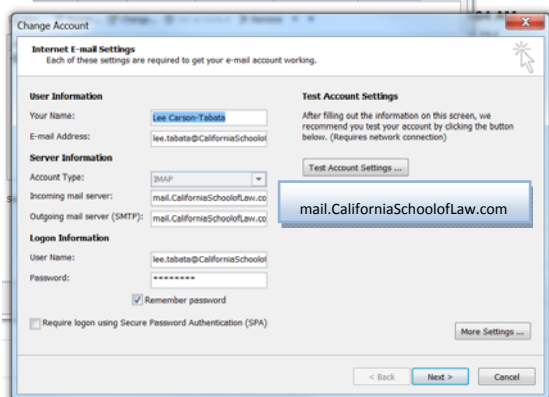 Change Account
Internet E-mail Settings
Each of these settings are required to get your e-mail account working.
User Information
Your Name: Lee Carson-Tabata
E-mail Address: lee.tabata@CaliforniaSchoolof
Server Information
Account Type: IMAP
Incoming mail server: mail.CaliforniaSchoolofLaw.co
Outgoing mail server (SMTP): mail.CaliforniaSchoolofLaw.co
Logon Information
User Name: lee.tabata@CaliforniaSchoolof
Password: ********
Remember password
Require logon using Secure Password Authentication (SPA)
Test Account Settings
After filling out the information on this screen, we
recommend you test your account by clicking the button
below. (Requires network connection)
Test Account Settings ...
mail.CaliforniaSchoolofLaw.com
More Settings ...
< Back Next > Cancel